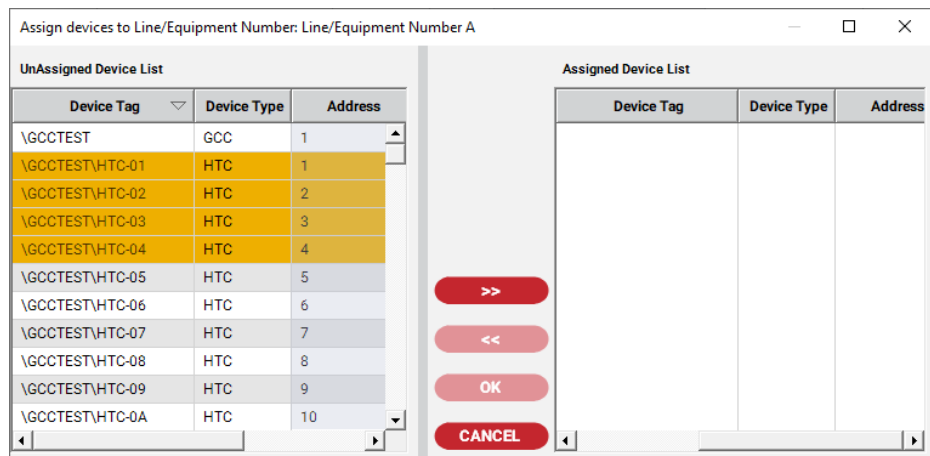 Assign devices to Line/Equipment Number: Line/Equipment Number A
UnAssigned Device List
Device Tag Device Type Address
\GCCTEST GCC 1
\GCCTEST\HTC-01 HTC 1
\GCCTEST\HTC-02 HTC 2
\GCCTEST\HTC-03 HTC 3
\GCCTEST\HTC-04 HTC 4
\GCCTEST\HTC-05 HTC 5
\GCCTEST\HTC-06 HTC 6
\GCCTEST\HTC-07 HTC 7
\GCCTEST\HTC-08 HTC 8
\GCCTEST\HTC-09 HTC 9
\GCCTEST\HTC-0A HTC 10
>>
<<
OK
CANCEL
Assigned Device List
Device Tag Device Type Address